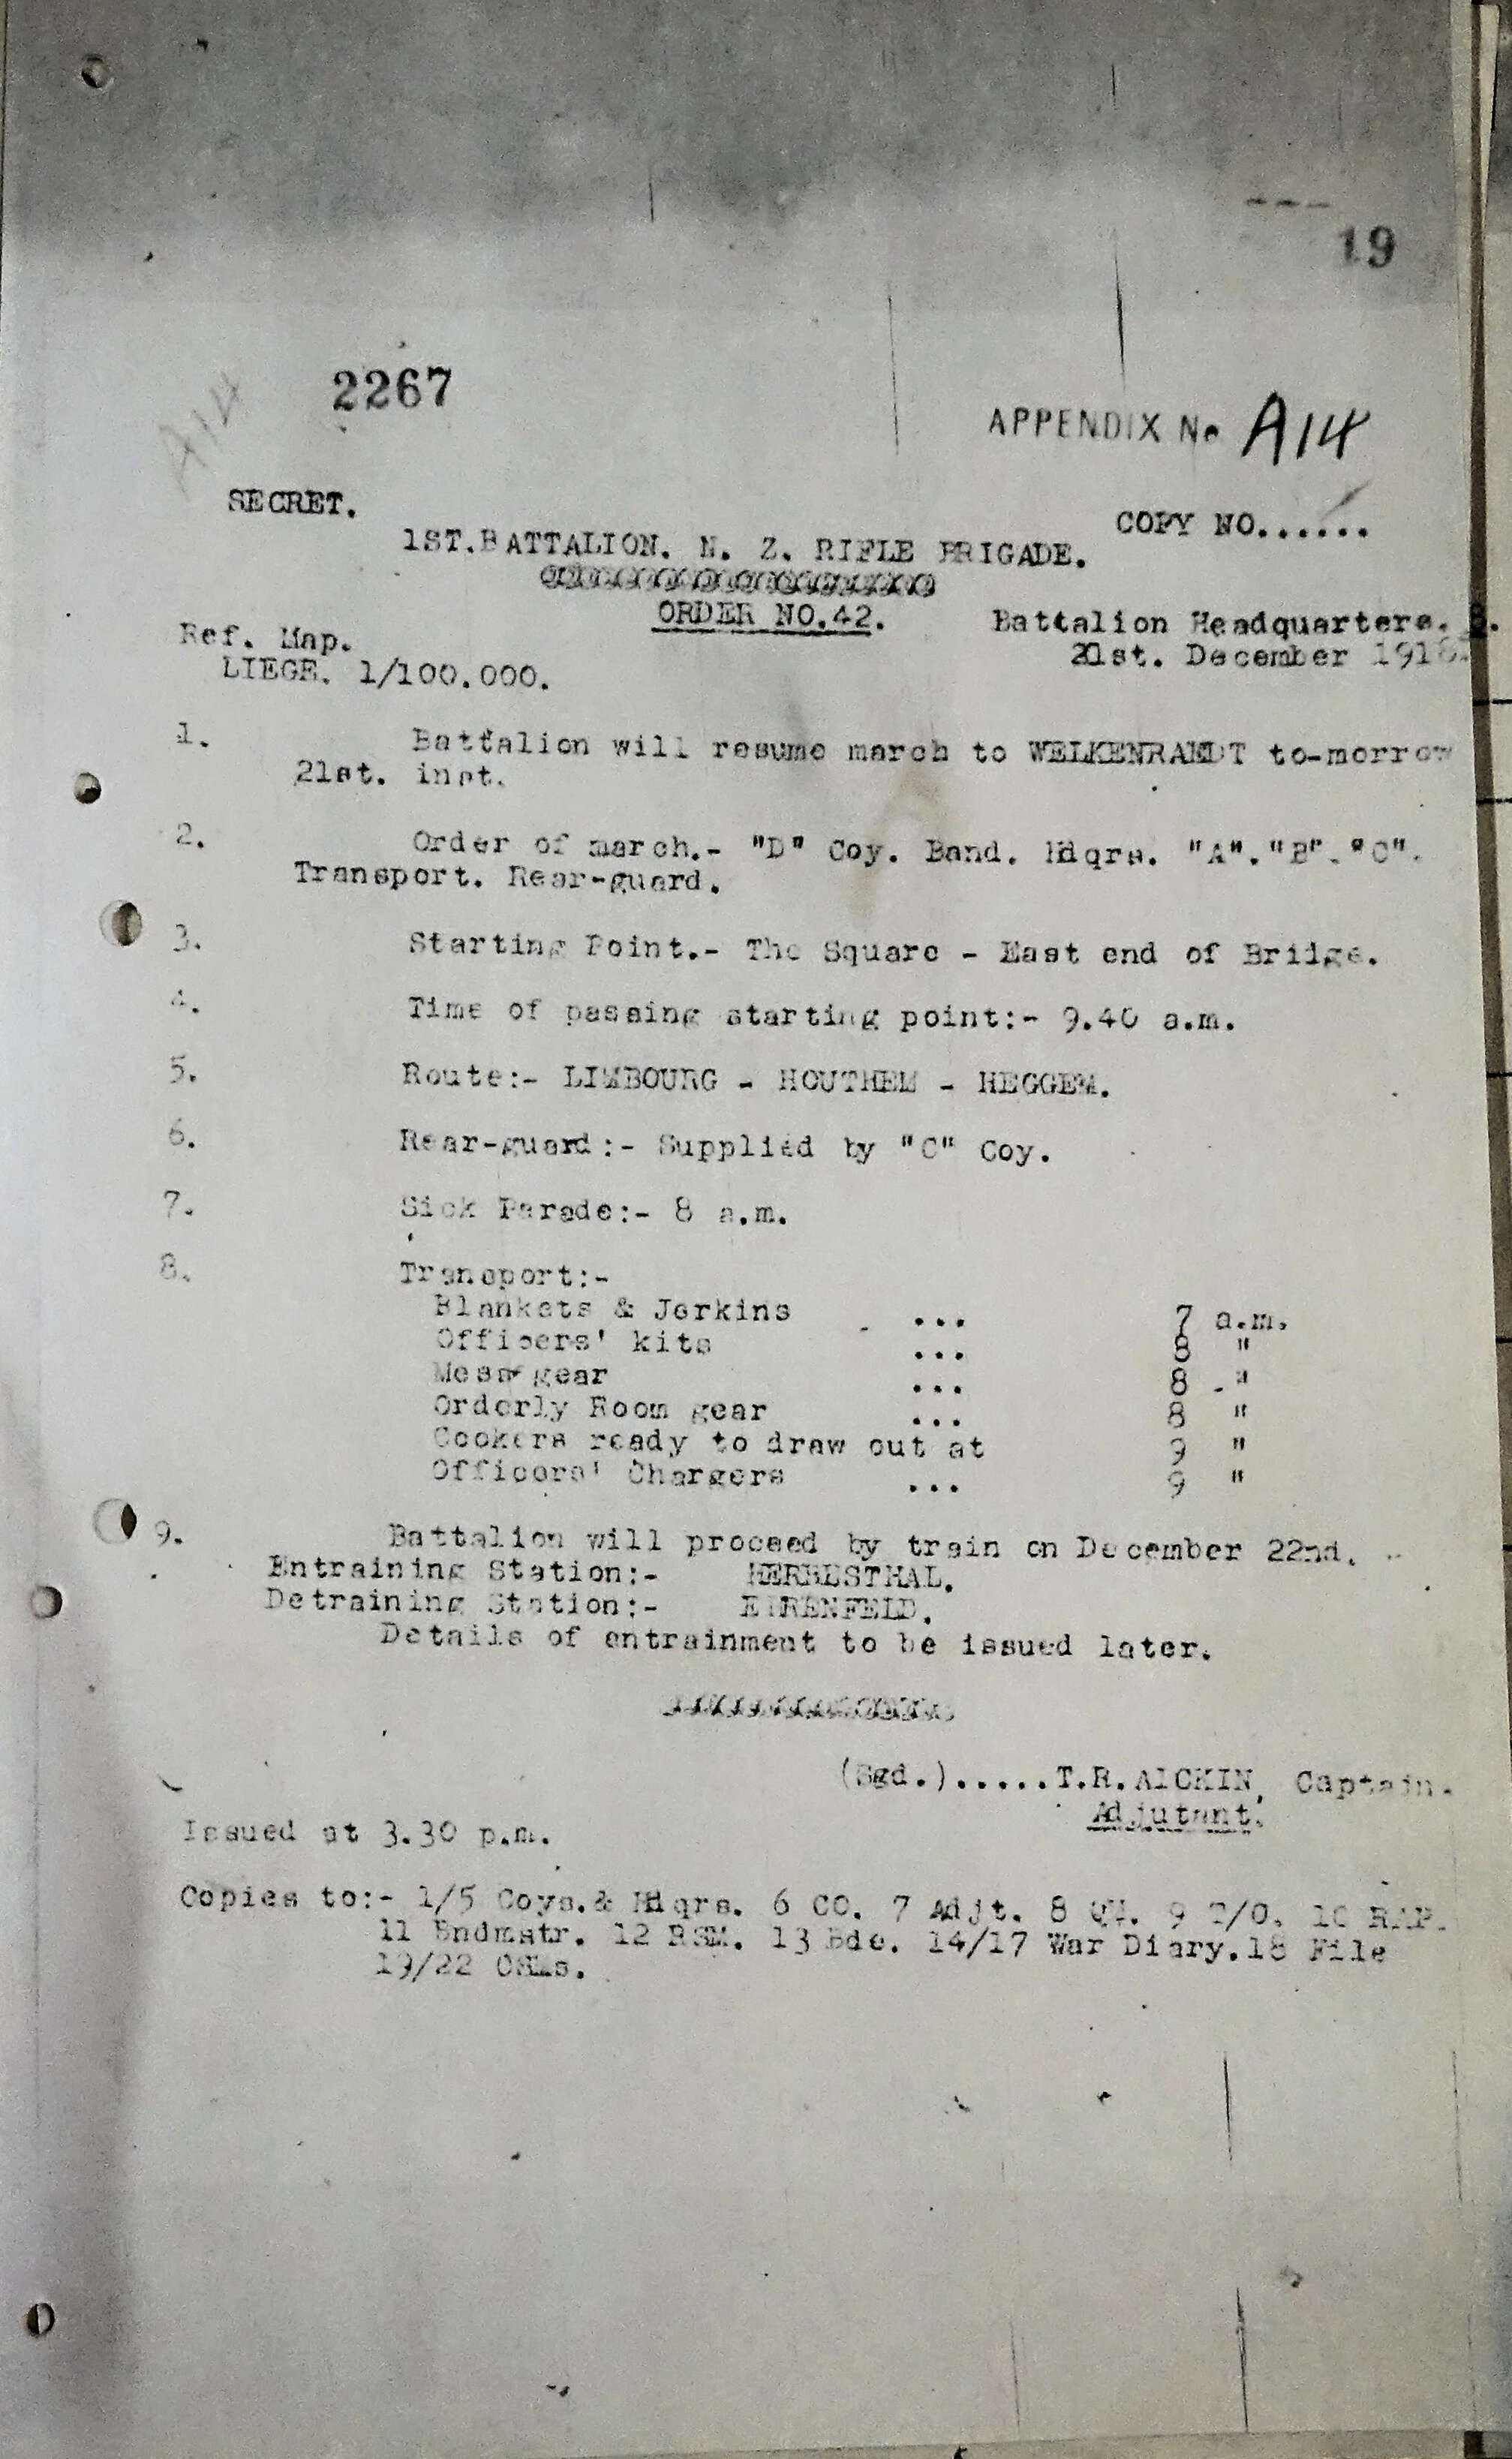 19
2267
A14
APPENDIX No A14
SECRET.
COPY NO......
1ST.BATTALION. N. Z. RIFLE BRIGADE.
ORDER NO.42.
Battalion Headquarters.
Ref. Map.
21st. December 1918.
LIEGE. 1/100.000.
1. Battalion will resume march to WELKENRAEDT to-morrow
21st. inst.
2. Order of march.- "D" Coy. Band. Hdqrs. "A"."B"."C".
Transport. Rear-guard.
3. Starting Point.- The Square - East end of Bridge.
4. Time of passing starting point:- 9.40 a.m.
5. Route:- LIMBOURG - HOUTHEM - HEGGEM.
6. Rear-guard:- Supplied by "C" Coy.
7. Sick Parade:- 8 a.m.
8. Transport:-
Blankets & Jerkins ... 7 a.m.
Officers' kits ... 8 "
Mess gear ... 8 "
Orderly Room gear ... 8 "
Cookers ready to draw out at 9 "
Officers' Chargers ... 9 "
9. Battalion will proceed by train on December 22nd.
Entraining Station:- HERBESTHAL.
Detraining Station:- EHRENFELD.
Details of entrainment to be issued later.
(Sgd.).....T.R.AICKIN, Captain.
Adjutant.
Issued at 3.30 p.m.
Copies to:- 1/5 Coys.& Hdqrs. 6 CO. 7 Adjt. 8 QM. 9 T/O. 10 RAP.
11 Bndmstr. 12 RSM. 13 Bde. 14/17 War Diary.18 File
19/22